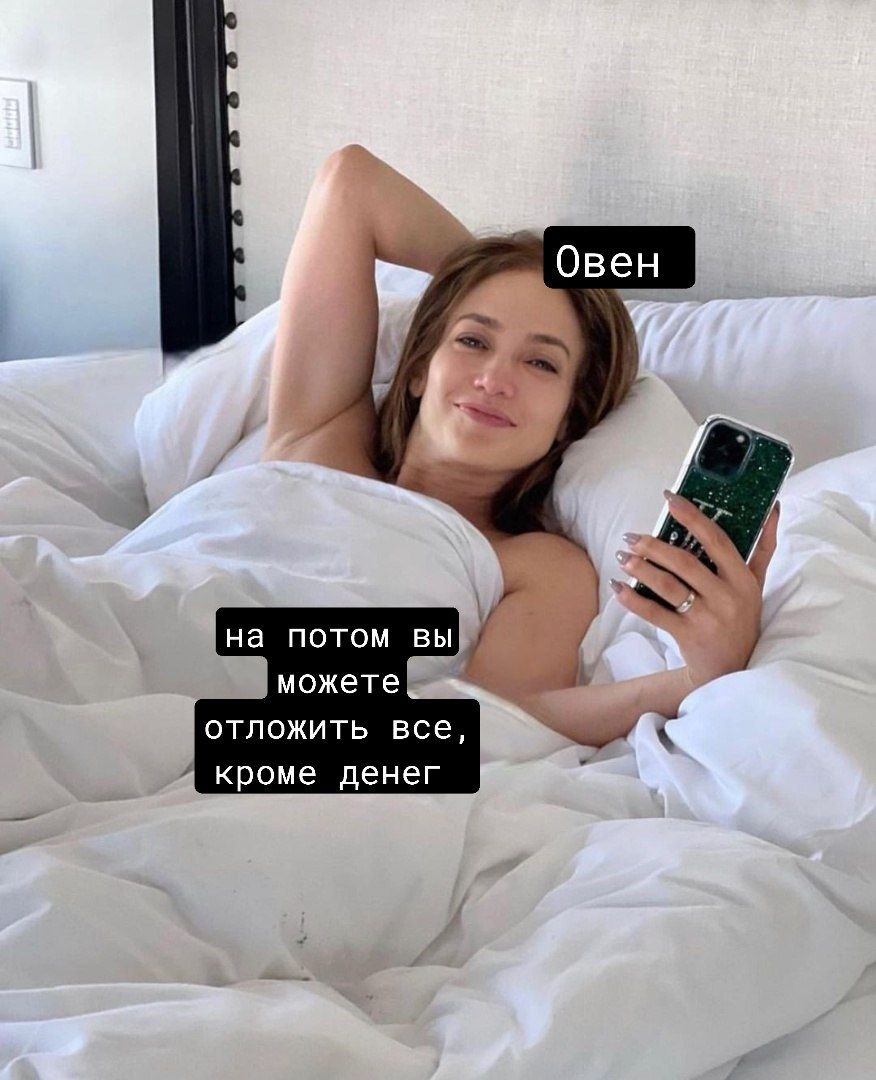 Овен
на потом вы
можете
отложить все,
кроме денег